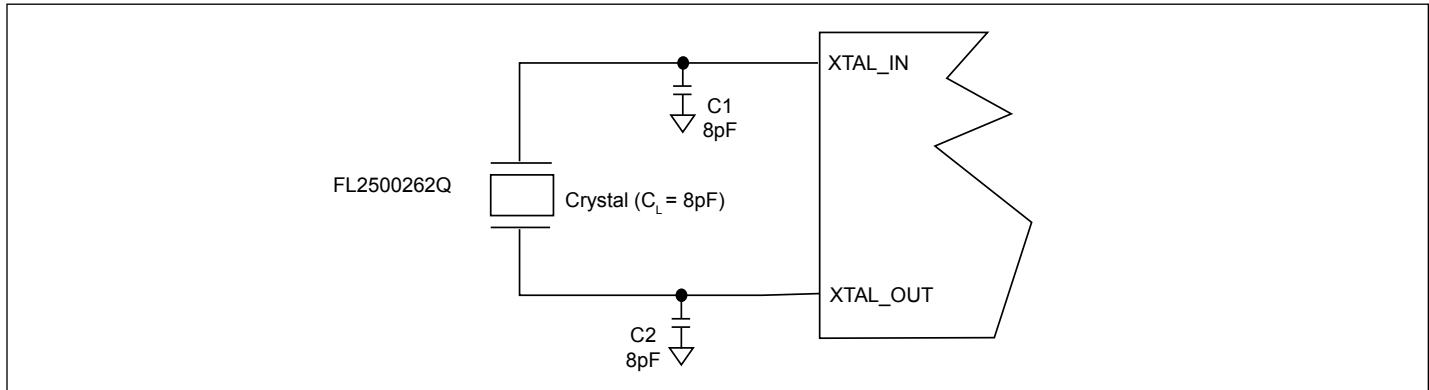 XTAL_IN
C1
8pF
FL2500262Q
Crystal (CL = 8pF)
XTAL_OUT
C2
8pF